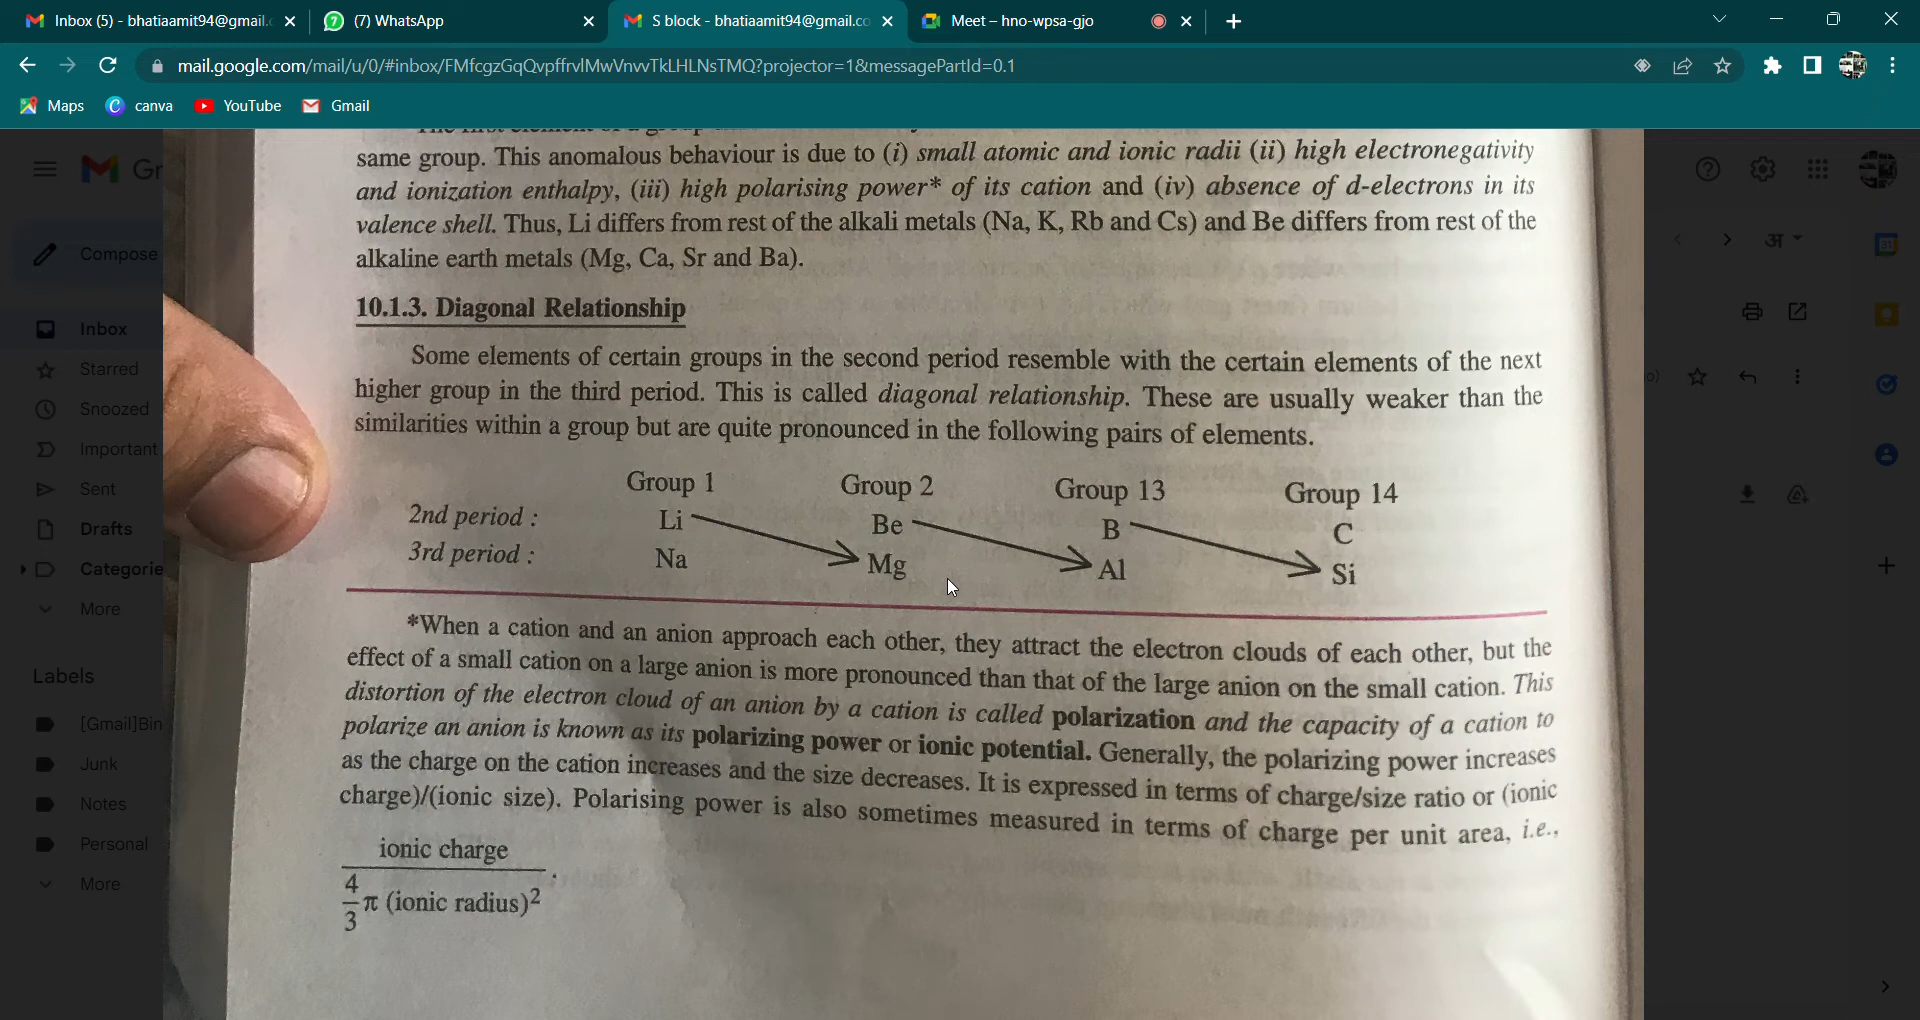 Inbox (5) - bhatiaamit94@gmail.
(7) WhatsApp
S block - bhatiaamit94@gmail.co
Meet – hno-wpsa-gjo
mail.google.com/mail/u/0/#inbox/FMfcgzGqQvpffrvlMwVnvvTkLHLNsTMQ?projector=1&messagePartId=0.1
Maps
canva
YouTube
Gmail
Compose
Inbox
Starred
Snoozed
Important
Sent
Drafts
Categorie
More
Labels
[Gmail]Bin
Junk
Notes
Personal
More
same group. This anomalous behaviour is due to (i) small atomic and ionic radii (ii) high electronegativity
and ionization enthalpy, (iii) high polarising power* of its cation and (iv) absence of d-electrons in its
valence shell. Thus, Li differs from rest of the alkali metals (Na, K, Rb and Cs) and Be differs from rest of the
alkaline earth metals (Mg, Ca, Sr and Ba).
10.1.3. Diagonal Relationship
Some elements of certain groups in the second period resemble with the certain elements of the next
higher group in the third period. This is called diagonal relationship. These are usually weaker than the
similarities within a group but are quite pronounced in the following pairs of elements.
Group 1 Group 2 Group 13 Group 14
2nd period : Li Be B C
3rd period : Na Mg Al Si
*When a cation and an anion approach each other, they attract the electron clouds of each other, but the
effect of a small cation on a large anion is more pronounced than that of the large anion on the small cation. This
distortion of the electron cloud of an anion by a cation is called polarization and the capacity of a cation to
polarize an anion is known as its polarizing power or ionic potential. Generally, the polarizing power increases
as the charge on the cation increases and the size decreases. It is expressed in terms of charge/size ratio or (ionic
charge)/(ionic size). Polarising power is also sometimes measured in terms of charge per unit area, i.e.,
ionic charge
4
3
π (ionic radius)2 .
अ